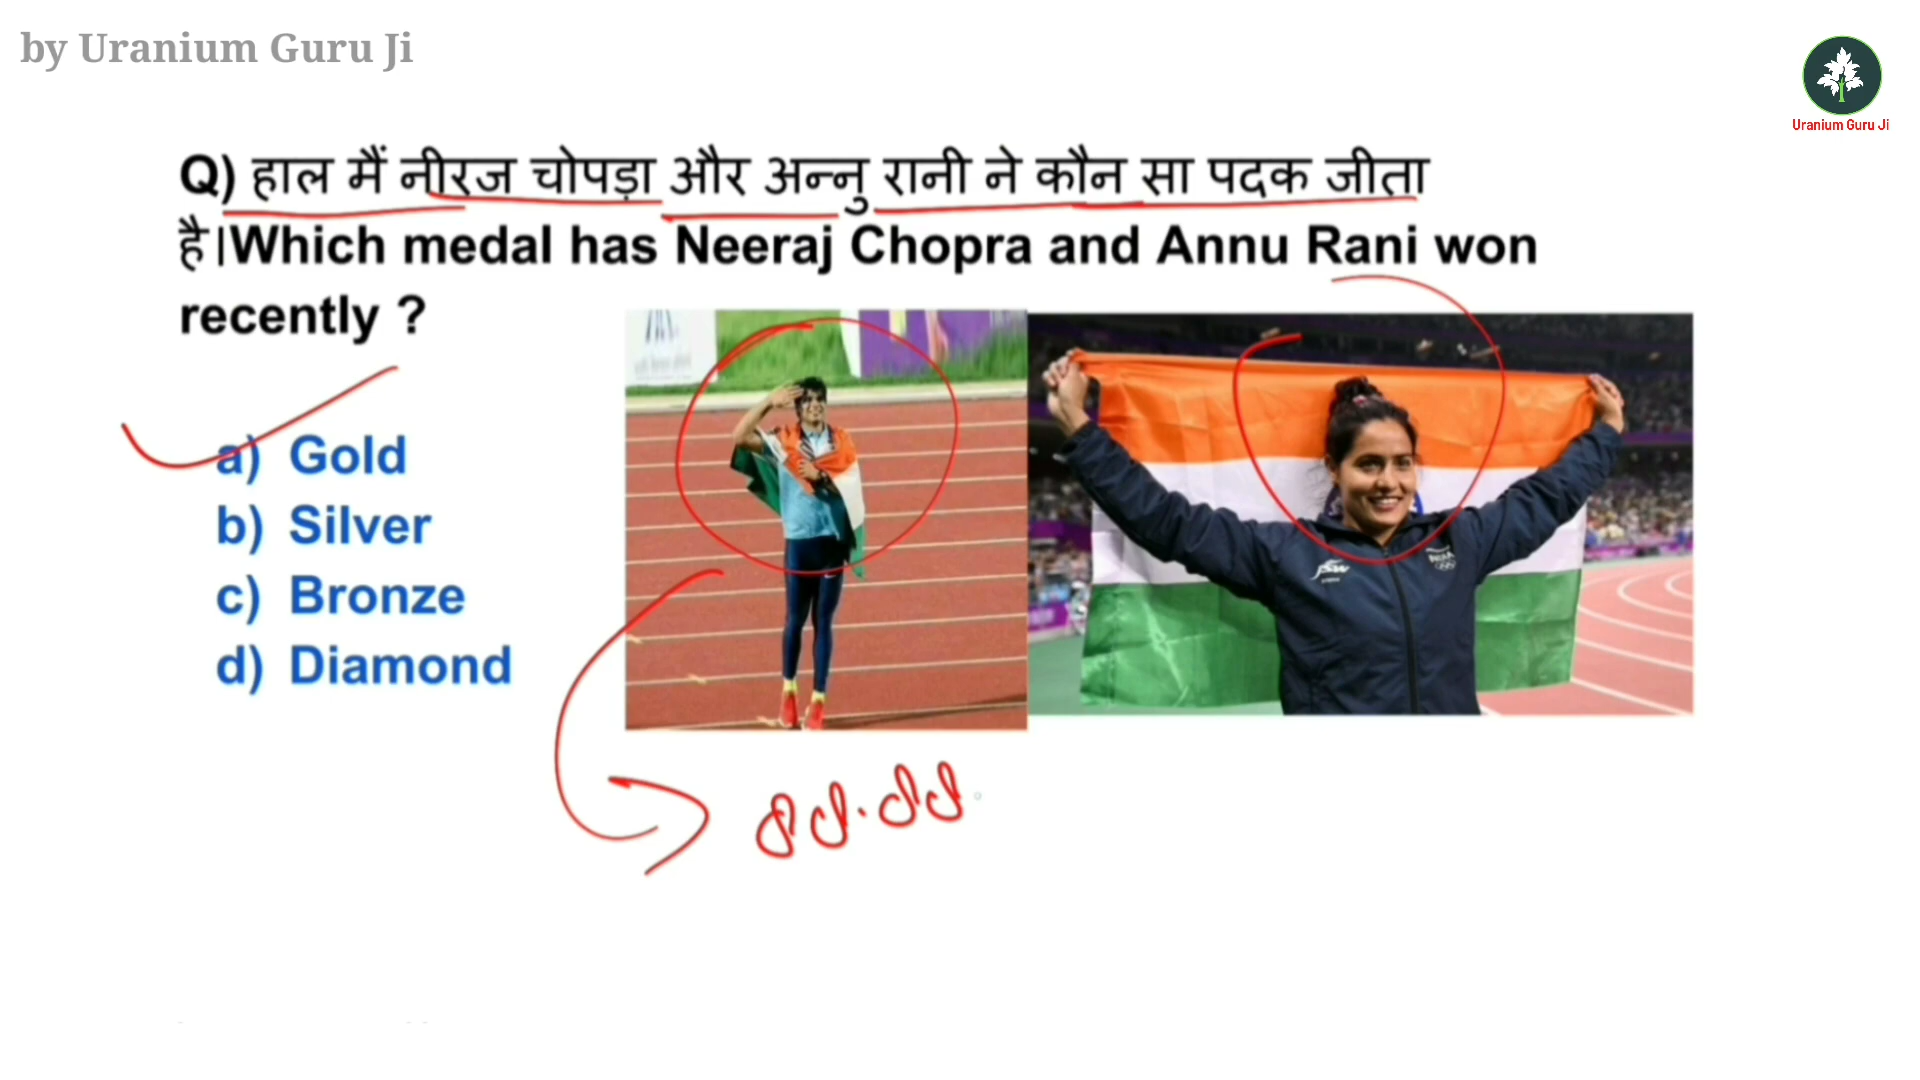 by Uranium Guru Ji
Uranium Guru Ji
Q) हाल मैं नीरज चोपड़ा और अन्नु रानी ने कौन सा पदक जीता
है।Which medal has Neeraj Chopra and Annu Rani won
recently ?
a) Gold
b) Silver
c) Bronze
d) Diamond